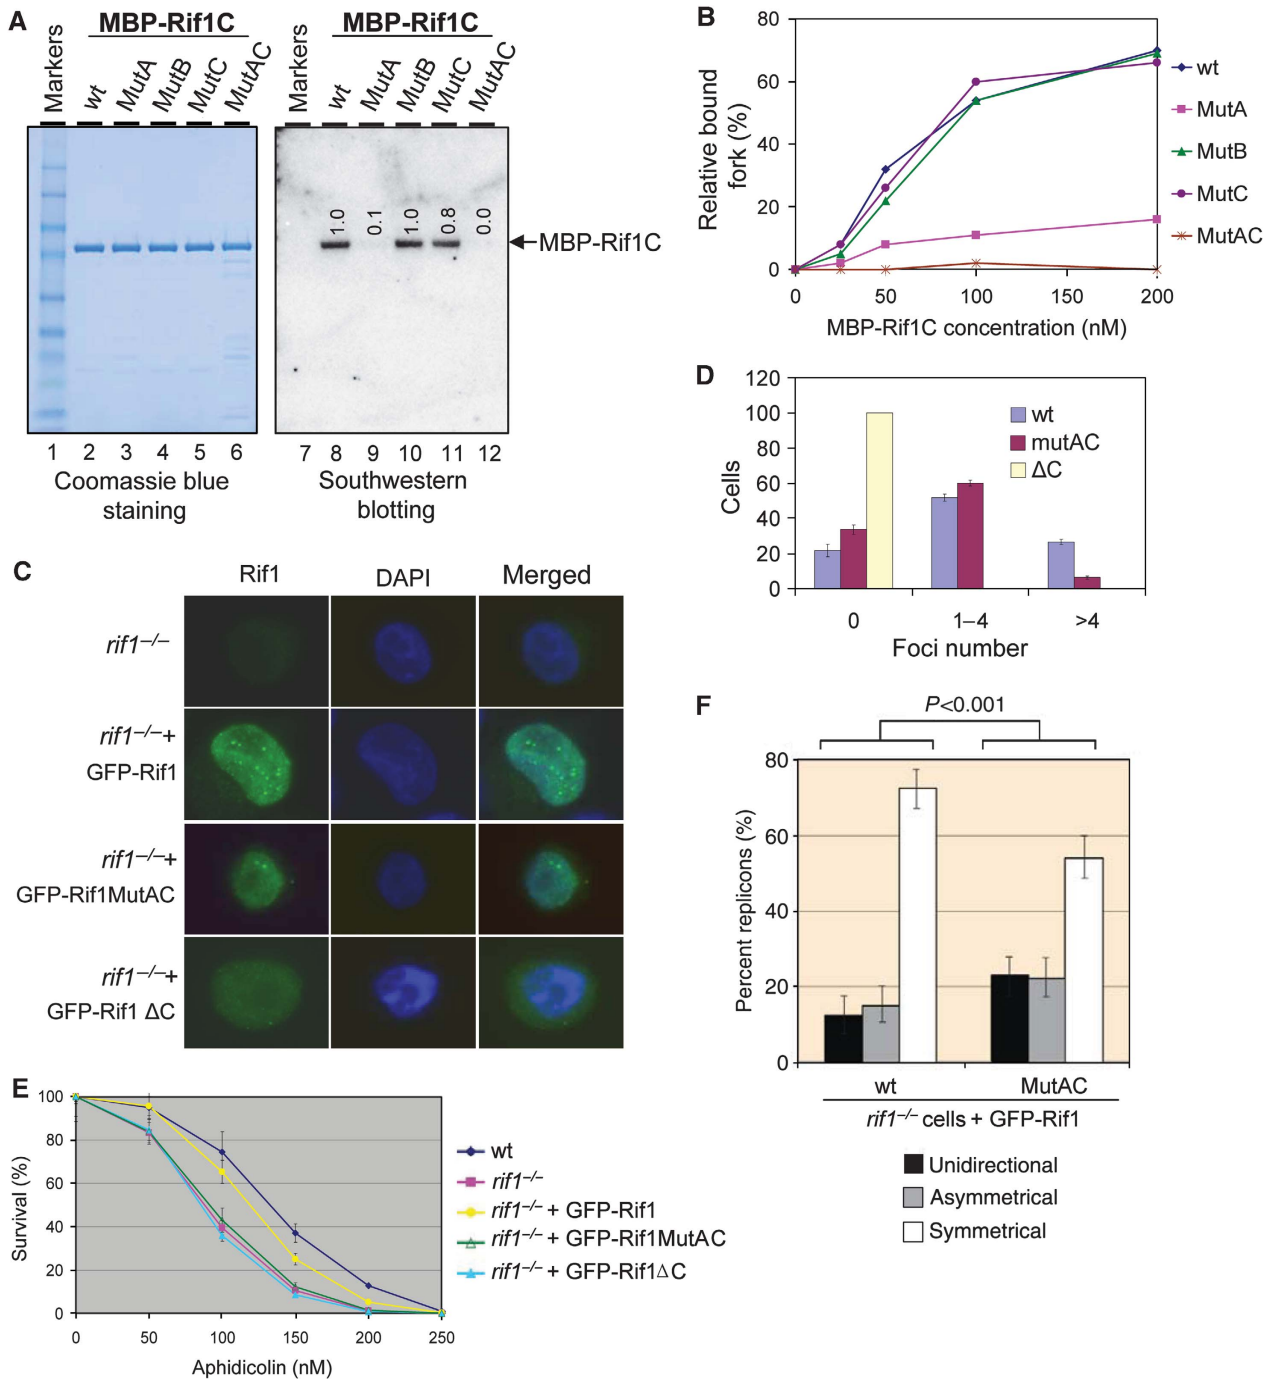 A
MBP-Rif1C
MBP-Rif1C
Markers
wt
MutA
MutB
MutC
MutAC
Markers
wt
MutA
MutB
MutC
MutAC
1.0
0.1
1.0
0.8
0.0
MBP-Rif1C
1 2 3 4 5 6
7 8 9 10 11 12
Coomassie blue
staining
Southwestern
blotting
B
Relative bound
fork (%)
80
60
40
20
0
0 50 100 150 200
MBP-Rif1C concentration (nM)
wt
MutA
MutB
MutC
MutAC
C
Rif1 DAPI Merged
rif1–/–
rif1–/–+
GFP-Rif1
rif1–/–+
GFP-Rif1MutAC
rif1–/–+
GFP-Rif1 ΔC
D
Cells
120
100
80
60
40
20
0
0 1–4 >4
Foci number
wt
mutAC
ΔC
E
Survival (%)
100
80
60
40
20
0
0 50 100 150 200 250
Aphidicolin (nM)
wt
rif1–/–
rif1–/– + GFP-Rif1
rif1–/– + GFP-Rif1MutAC
rif1–/– + GFP-Rif1ΔC
F
P<0.001
Percent replicons (%)
80
60
40
20
0
wt MutAC
rif1–/– cells + GFP-Rif1
Unidirectional
Asymmetrical
Symmetrical